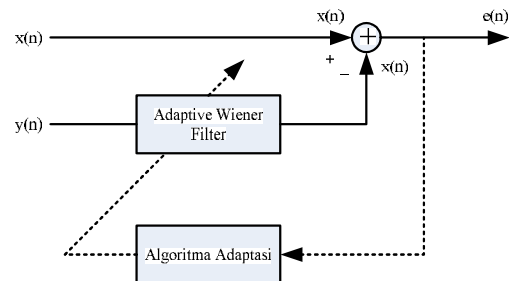 x(n)
x(n)
e(n)
+
+
−
x(n)
y(n)
Adaptive Wiener
Filter
Algoritma Adaptasi